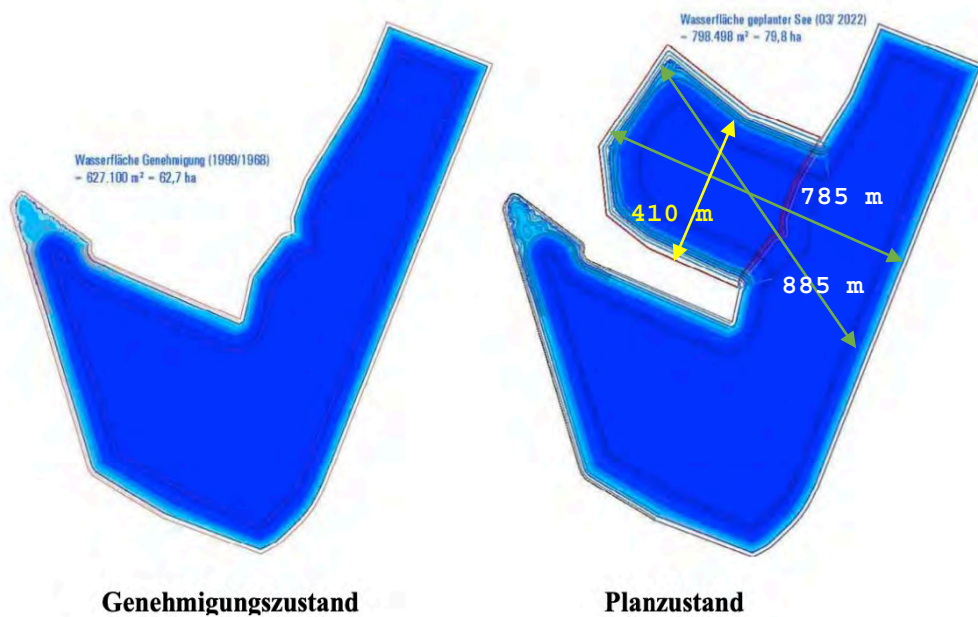 Wasserfläche geplanter See (03/ 2022)
– 798.498 m² – 79,8 ha
Wasserfläche Genehmigung (1999/1968)
– 627.100 m² – 62,7 ha
785 m
410 m
885 m
Genehmigungszustand
Planzustand